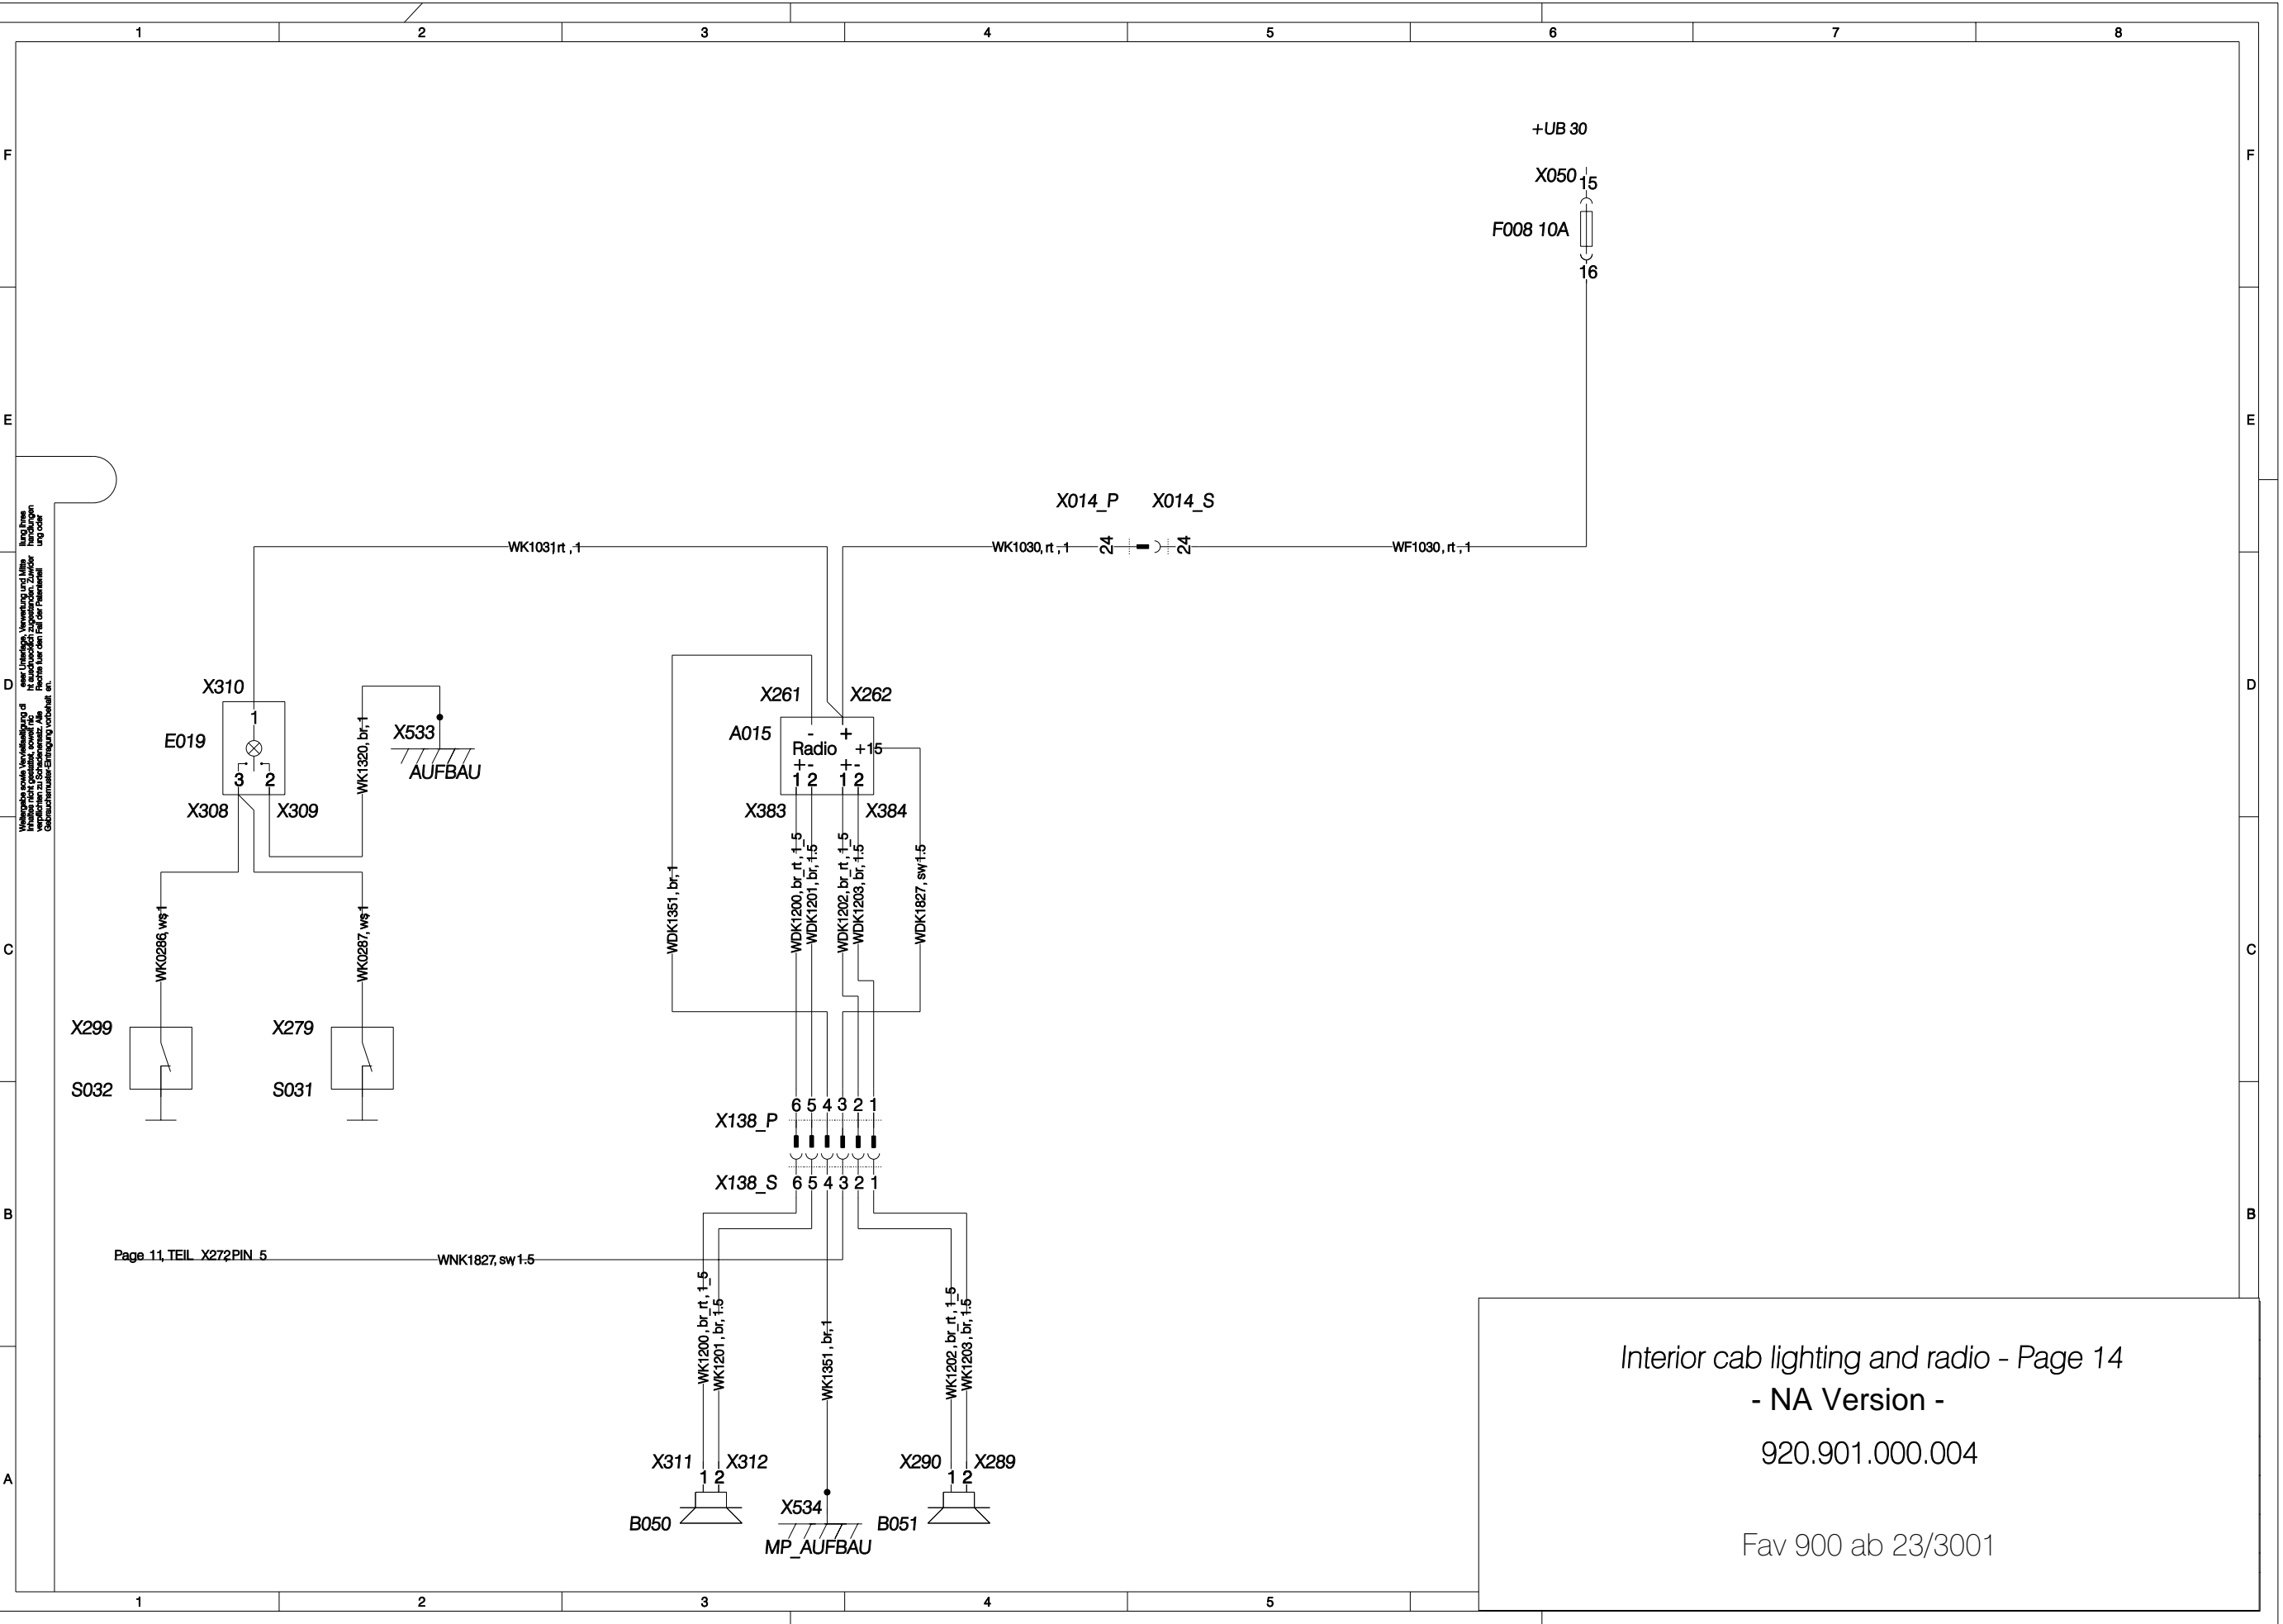 1 2 3 4 5 6 7 8
F F
+UB 30
X050 15
F008 10A
16
E E
X014_P X014_S
WK1031, rt , 1
WK1030, rt , 1
24 24
WF1030, rt , 1
D D
X310
1
E019
3 2
X308 X309
WK1320, br, 1
X533
AUFBAU
X261 X262
A015
- +
Radio +15
+ - + -
1 2 1 2
X383 X384
WDK1351, br, 1
WDK1200, br_rt , 1_5
WDK1201, br, 1.5
WDK1202, br_rt , 1_5
WDK1203, br, 1.5
WDK1827, sw, 1.5
C C
WK0286, ws, 1
WK0287, ws, 1
X299
S032
X279
S031
6 5 4 3 2 1
X138_P
X138_S 6 5 4 3 2 1
B B
Page 11, TEIL X272, PIN 5
WNK1827, sw, 1.5
WK1200, br_rt , 1_5
WK1201, br, 1.5
WK1351, br, 1
WK1202, br_rt , 1_5
WK1203, br, 1.5
A
X311 1 2 X312
B050
X534
MP_AUFBAU
X290 1 2 X289
B051
Interior cab lighting and radio - Page 14
- NA Version -
920.901.000.004
Fav 900 ab 23/3001
1 2 3 4 5